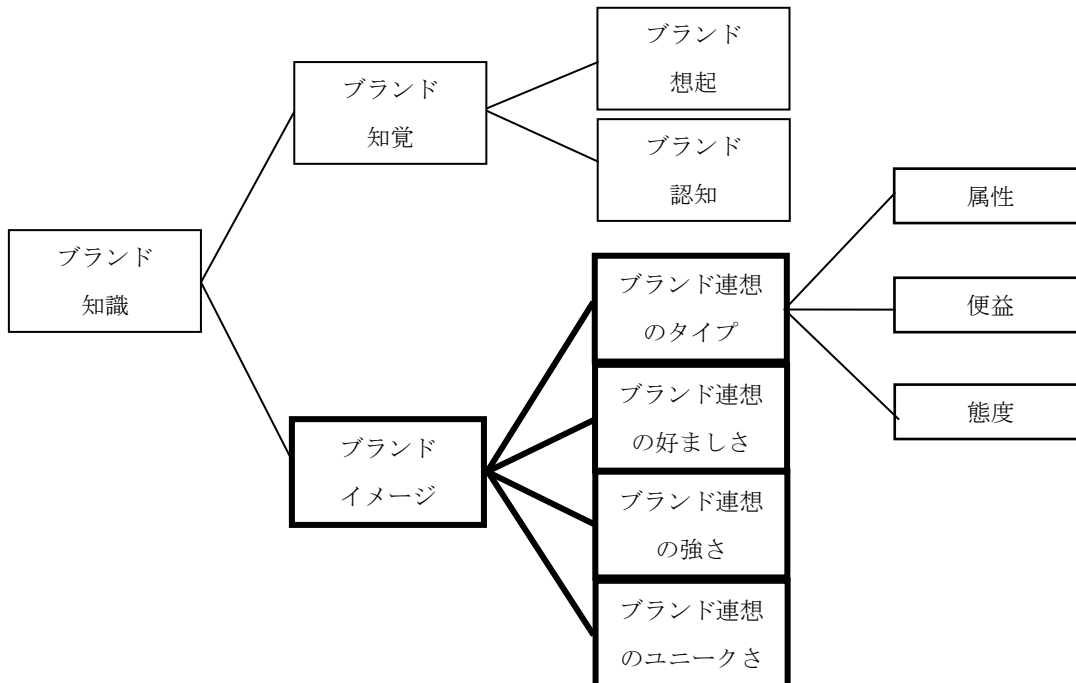 ブランド
想起
ブランド
知覚
ブランド
認知
属性
ブランド
知識
ブランド連想
のタイプ
便益
ブランド連想
の好ましさ
態度
ブランド
イメージ
ブランド連想
の強さ
ブランド連想
のユニークさ